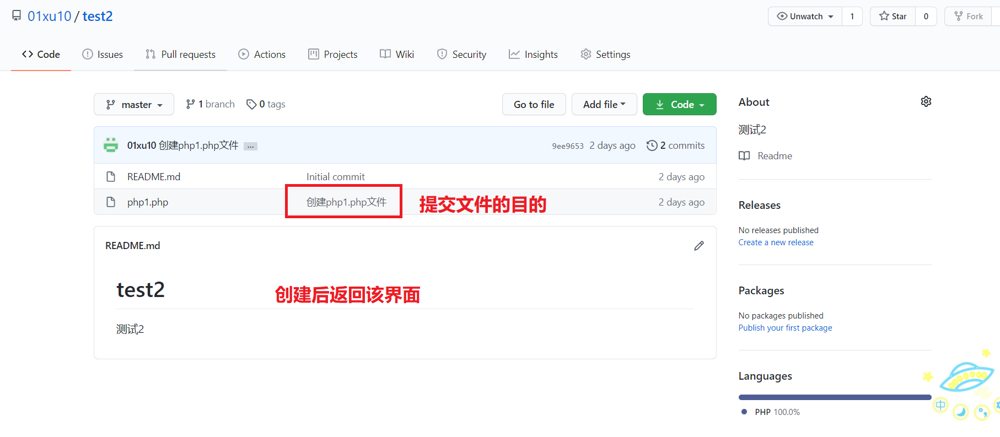 01xu10 / test2
Unwatch 1 Star 0 Fork
Code Issues Pull requests Actions Projects Wiki Security Insights Settings
master 1 branch 0 tags Go to file Add file Code
01xu10 创建php1.php文件 ... 9ee9653 2 days ago 2 commits
README.md Initial commit 2 days ago
php1.php 创建php1.php文件 2 days ago
提交文件的目的
README.md
test2
创建后返回该界面
测试2
About
测试2
Readme
Releases
No releases published
Create a new release
Packages
No packages published
Publish your first package
Languages
PHP 100.0%
中